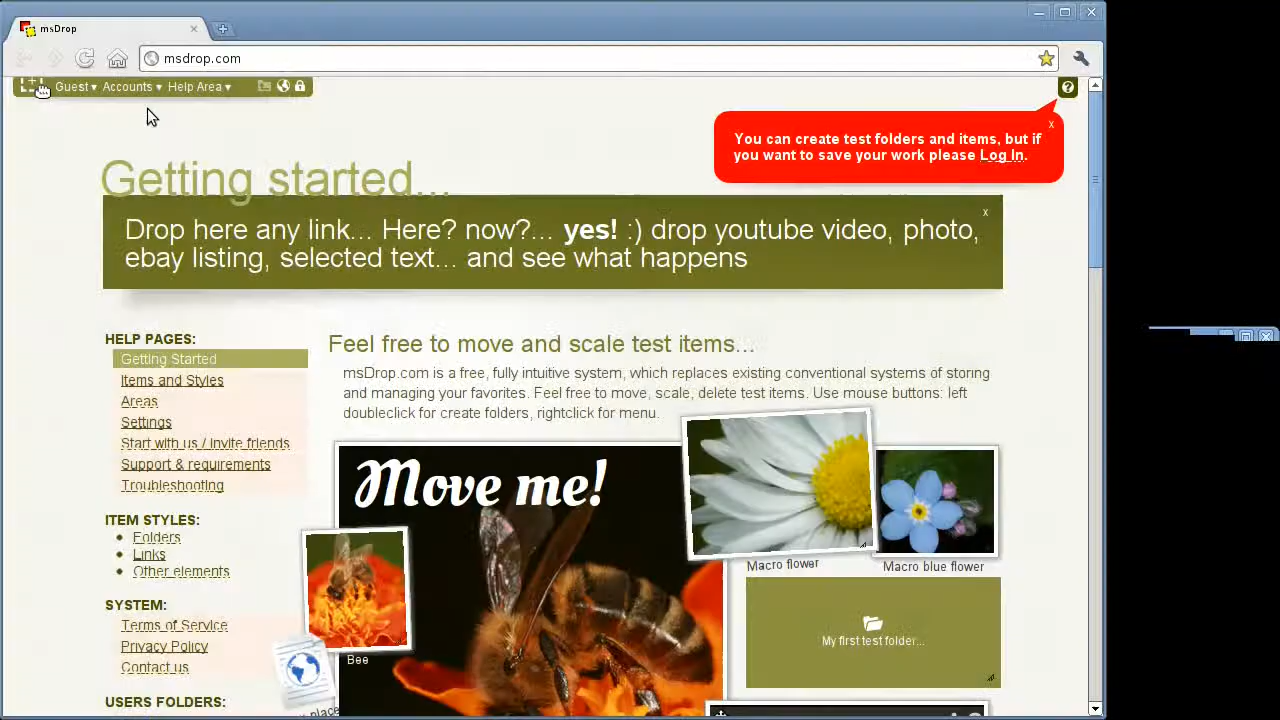 msDrop
msdrop.com
Guest ▾ Accounts ▾ Help Area ▾
You can create test folders and items, but if
you want to save your work please Log In.
x
Getting started...
Drop here any link... Here? now?... yes! :) drop youtube video, photo,
ebay listing, selected text... and see what happens
x
HELP PAGES:
Getting Started
Items and Styles
Areas
Settings
Start with us / invite friends
Support & requirements
Troubleshooting
ITEM STYLES:
Folders
Links
Other elements
SYSTEM:
Terms of Service
Privacy Policy
Contact us
USERS FOLDERS:
Feel free to move and scale test items...
msDrop.com is a free, fully intuitive system, which replaces existing conventional systems of storing
and managing your favorites. Feel free to move, scale, delete test items. Use mouse buttons: left
doubleclick for create folders, rightclick for menu.
Move me!
Macro flower
Macro blue flower
My first test folder...
Bee
place